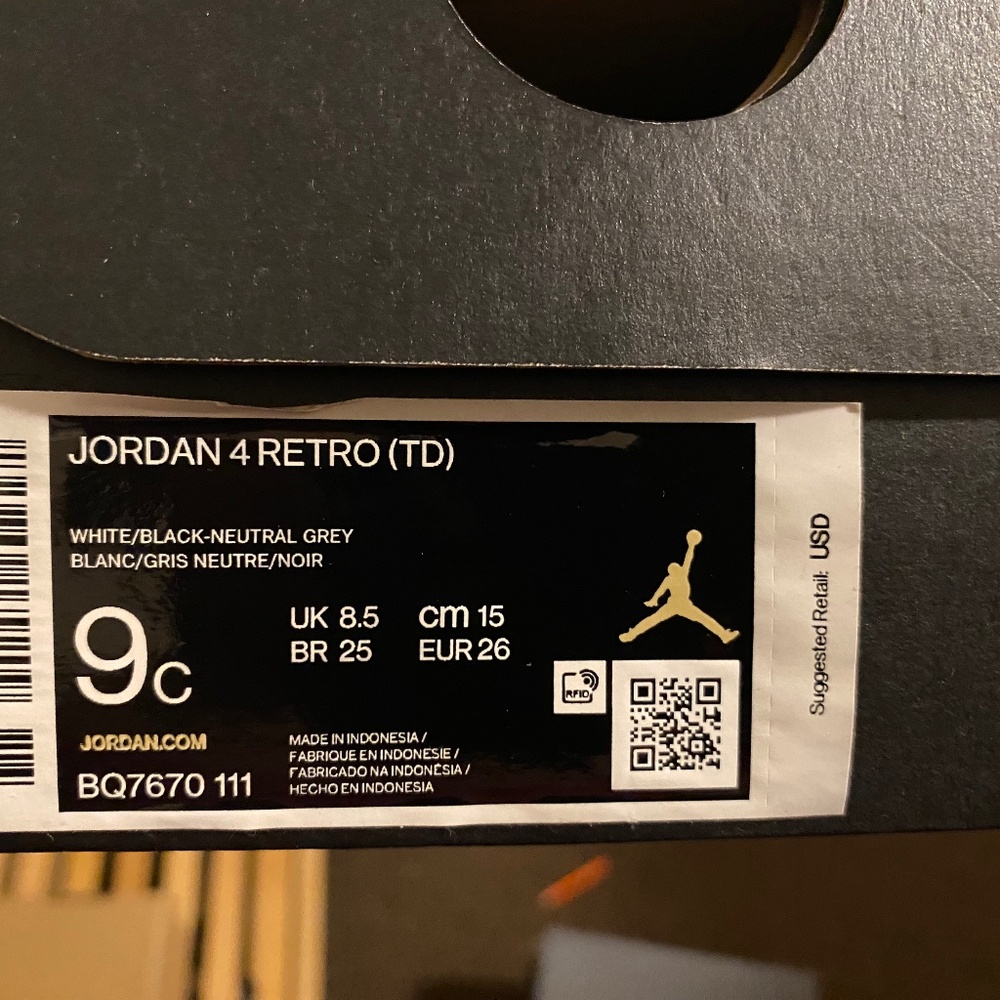 JORDAN 4 RETRO (TD)
WHITE/BLACK-NEUTRAL GREY
BLANC/GRIS NEUTRE/NOIR
9C
UK 8.5 cm 15
BR 25 EUR 26
RFID
JORDAN.COM
BQ7670 111
MADE IN INDONESIA /
FABRIQUE EN INDONESIE /
FABRICADO NA INDONÉSIA /
HECHO EN INDONESIA
Suggested Retail: USD